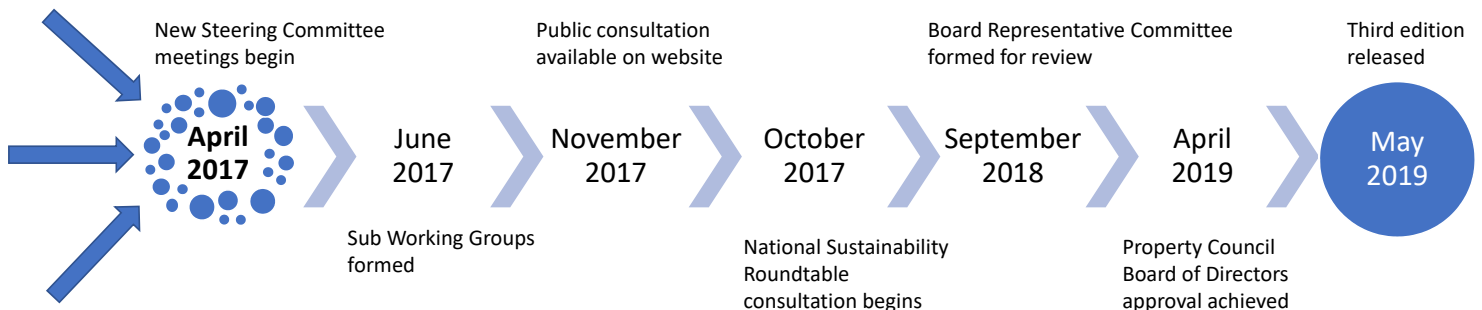 New Steering Committee
meetings begin
April
2017
June
2017
Sub Working Groups
formed
Public consultation
available on website
November
2017
October
2017
National Sustainability
Roundtable
consultation begins
Board Representative Committee
formed for review
September
2018
April
2019
Property Council
Board of Directors
approval achieved
Third edition
released
May
2019